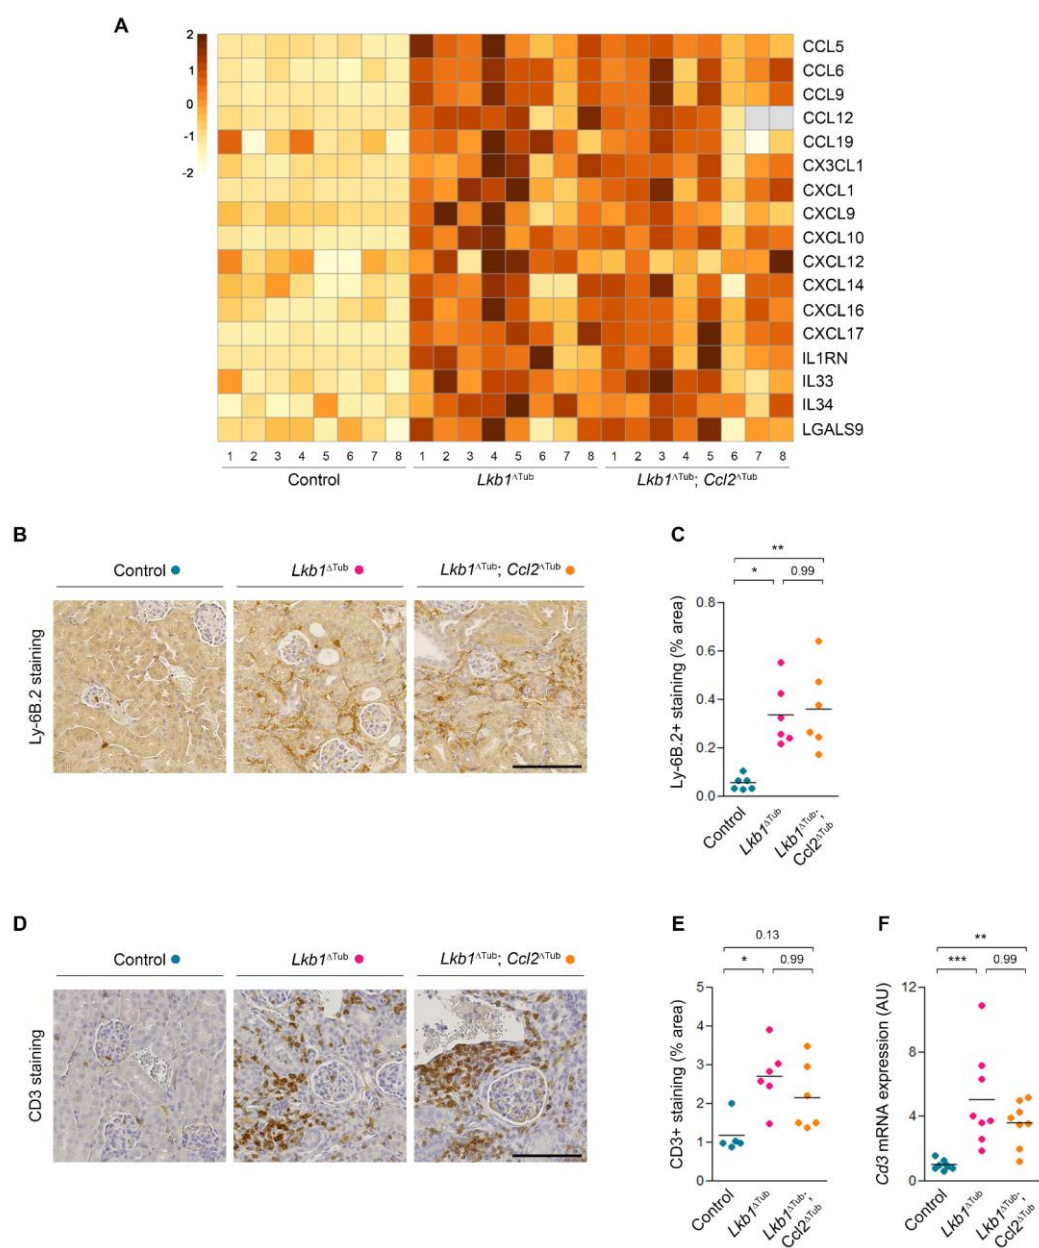 A
2
1
0
-1
-2
CCL5
CCL6
CCL9
CCL12
CCL19
CX3CL1
CXCL1
CXCL9
CXCL10
CXCL12
CXCL14
CXCL16
CXCL17
IL1RN
IL33
IL34
LGALS9
1 2 3 4 5 6 7 8 1 2 3 4 5 6 7 8 1 2 3 4 5 6 7 8
Control Lkb1ΔTub Lkb1ΔTub; Ccl2ΔTub
B
Control Lkb1ΔTub Lkb1ΔTub; Ccl2ΔTub
Ly-6B.2 staining
C
**
* 0.99
Ly-6B.2+ staining (% area)
0.8
0.6
0.4
0.2
0.0
Control
Lkb1ΔTub
Lkb1ΔTub;
Ccl2ΔTub
D
Control Lkb1ΔTub Lkb1ΔTub; Ccl2ΔTub
CD3 staining
E
0.13
* 0.99
CD3+ staining (% area)
5
4
3
2
1
0
Control
Lkb1ΔTub
Lkb1ΔTub;
Ccl2ΔTub
F
**
*** 0.99
Cd3 mRNA expression (AU)
12
8
4
0
Control
Lkb1ΔTub
Lkb1ΔTub;
Ccl2ΔTub